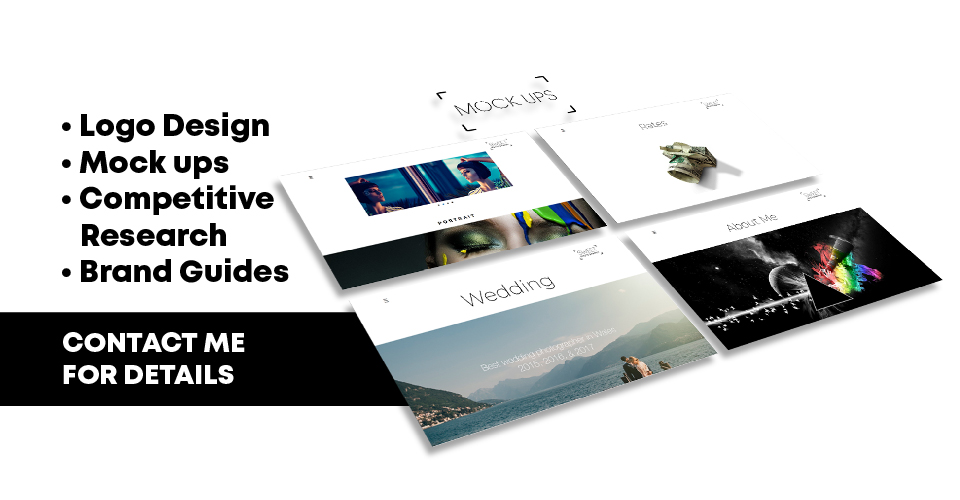 • Logo Design
• Mock ups
• Competitive
Research
• Brand Guides
CONTACT ME
FOR DETAILS
MOCK UPS
PORTRAIT
Rates
Wedding
Best wedding photographer in Wales
2015, 2016, & 2017
About Me